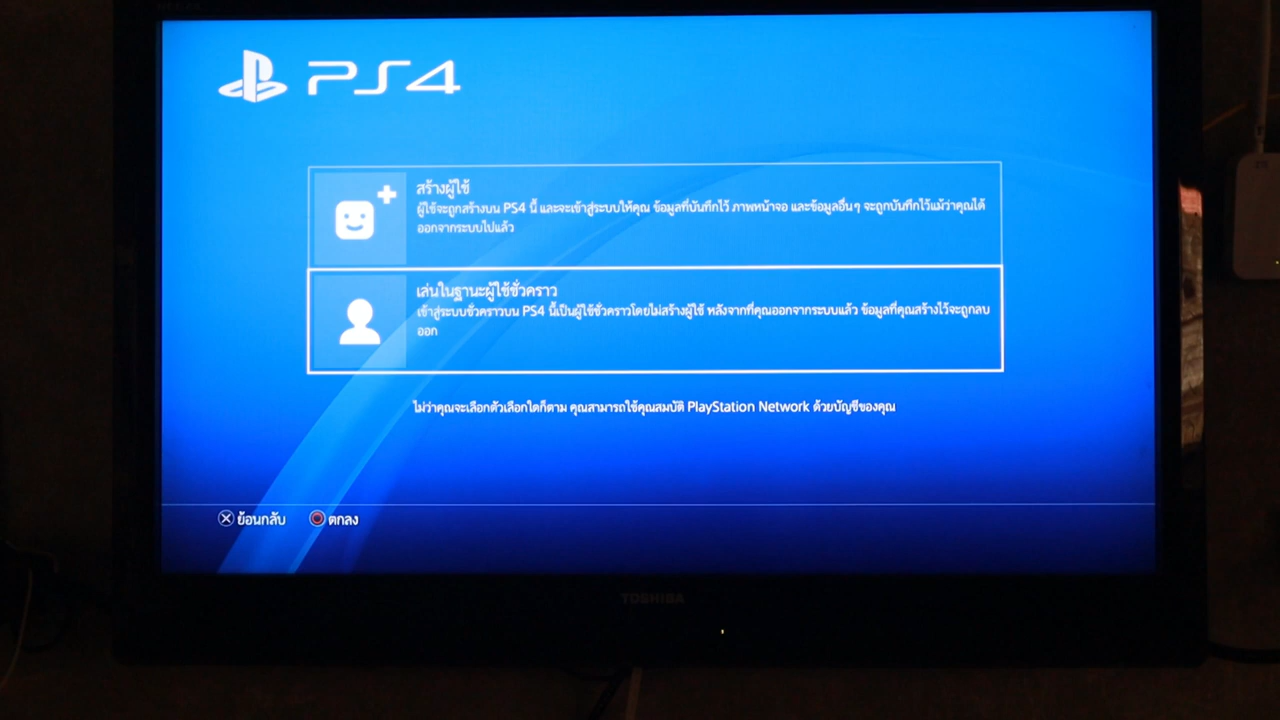 PS4
สร้างผู้ใช้
ผู้ใช้จะถูกสร้างบน PS4 นี้ และจะเข้าสู่ระบบให้คุณ ข้อมูลที่บันทึกไว้ ภาพหน้าจอ และข้อมูลอื่นๆ จะถูกบันทึกไว้แม้ว่าคุณได้
ออกจากระบบไปแล้ว
เล่นในฐานะผู้ใช้ชั่วคราว
เข้าสู่ระบบชั่วคราวบน PS4 นี้เป็นผู้ใช้ชั่วคราวโดยไม่สร้างผู้ใช้ หลังจากที่คุณออกจากระบบแล้ว ข้อมูลที่คุณสร้างไว้จะถูกลบ
ออก
ไม่ว่าคุณจะเลือกตัวเลือกใดก็ตาม คุณสามารถใช้คุณสมบัติ PlayStation Network ด้วยบัญชีของคุณ
ย้อนกลับ ตกลง
TOSHIBA